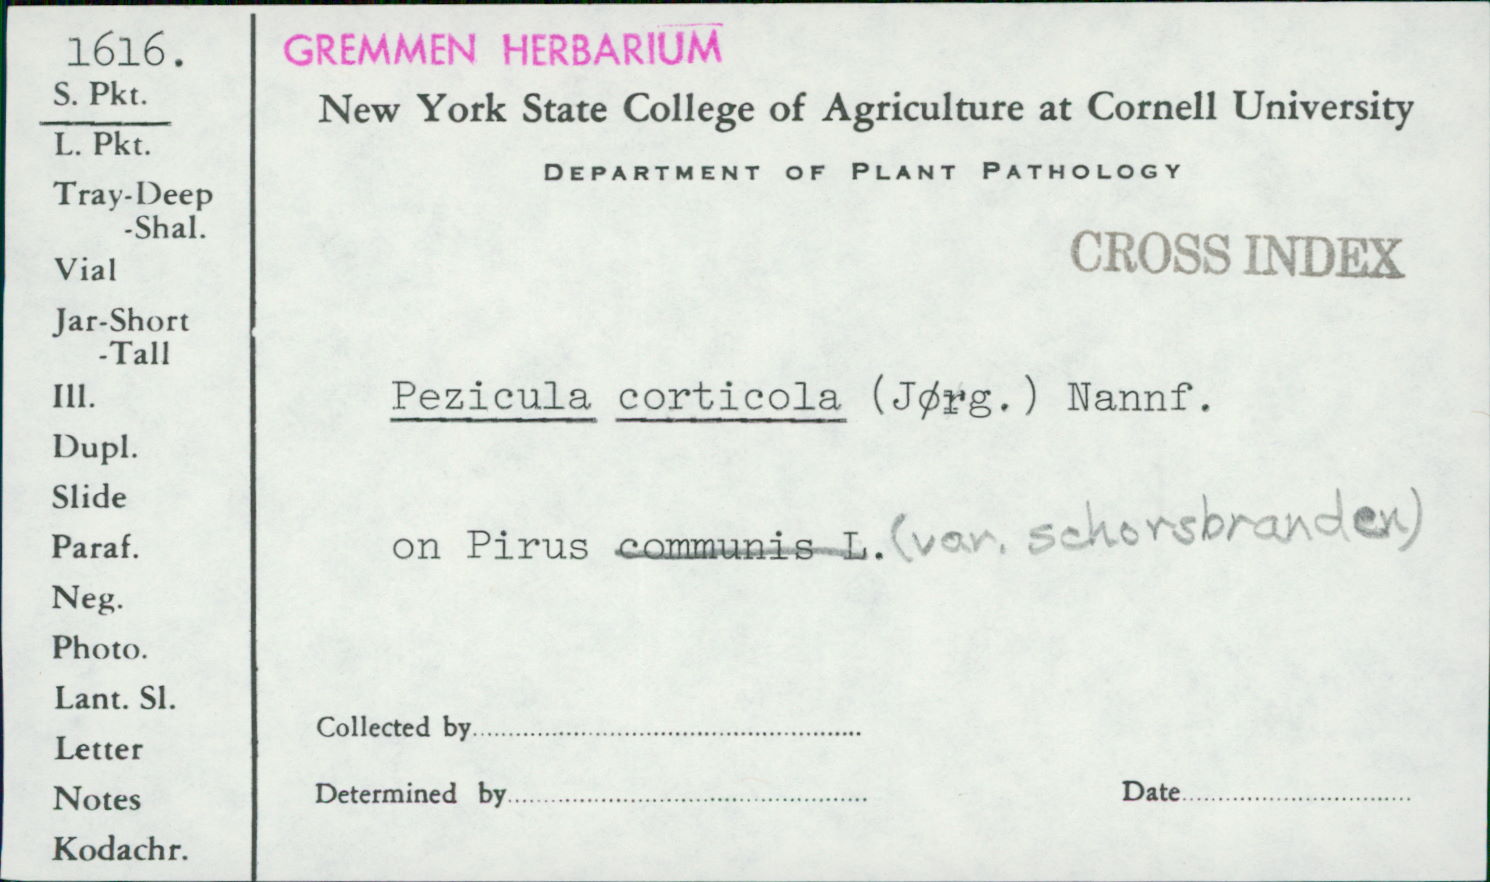 1616.
S. Pkt.
L. Pkt.
Tray-Deep
-Shal.
Vial
Jar-Short
-Tall
Ill.
Dupl.
Slide
Paraf.
Neg.
Photo.
Lant. Sl.
Letter
Notes
Kodachr.
GREMMEN HERBARIUM
New York State College of Agriculture at Cornell University
DEPARTMENT OF PLANT PATHOLOGY
CROSS INDEX
Pezicula corticola (Jørg.) Nannf.
on Pirus communis L. (var. schorsbranden)
Collected by
Determined by
Date